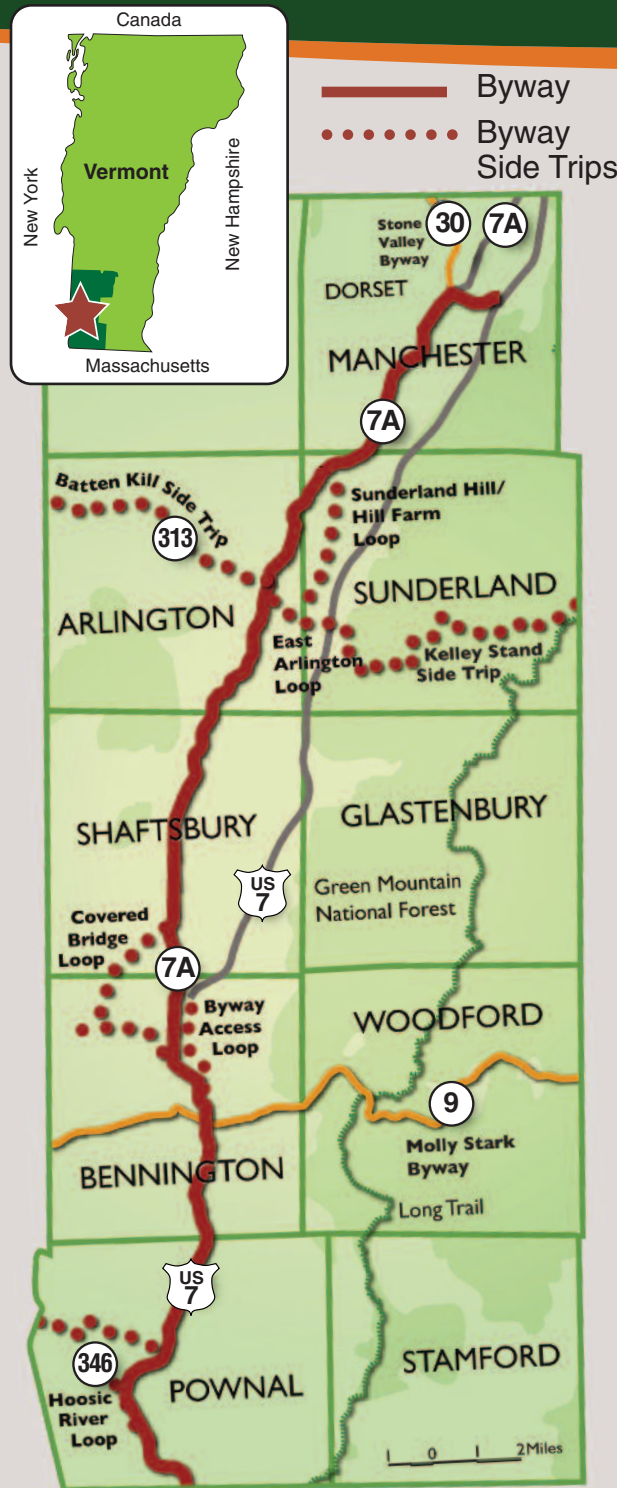 Canada
New York
Vermont
New Hampshire
Massachusetts
Byway
Byway
Side Trips
Stone
Valley
Byway
30
7A
DORSET
MANCHESTER
7A
Batten Kill Side Trip
313
Sunderland Hill/
Hill Farm
Loop
ARLINGTON
SUNDERLAND
East
Arlington
Loop
Kelley Stand
Side Trip
SHAFTSBURY
GLASTENBURY
US
7
Green Mountain
National Forest
Covered
Bridge
Loop
7A
Byway
Access
Loop
WOODFORD
9
Molly Stark
Byway
BENNINGTON
Long Trail
US
7
346
Hoosic
River
Loop
POWNAL
STAMFORD
1 0 1 2Miles